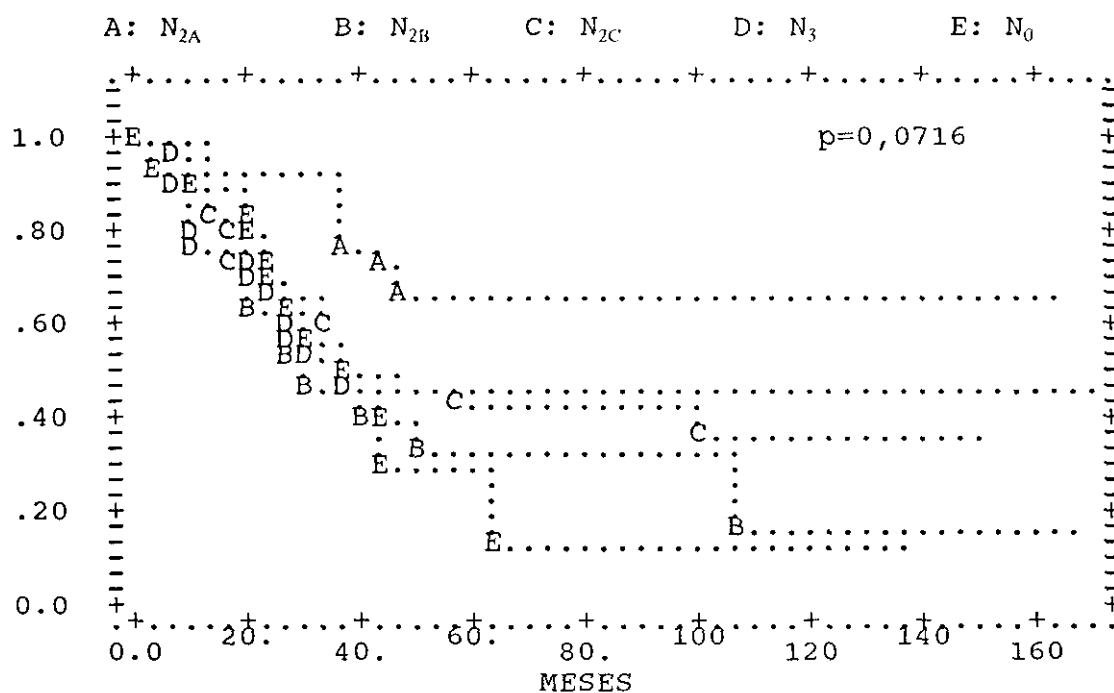 A: N2A B: N2B C: N2C D: N3 E: N0
1.0 E p=0,0716
D
E
D E
C E
.80 D C E
D A
C D E A
D E
D A
B E
.60 D C
D E
B D
E
B D
C
.40 B E
C
B
E
.20
B
E
0.0
20. 60. 100 140
0.0 40. 80. 120 160
MESES